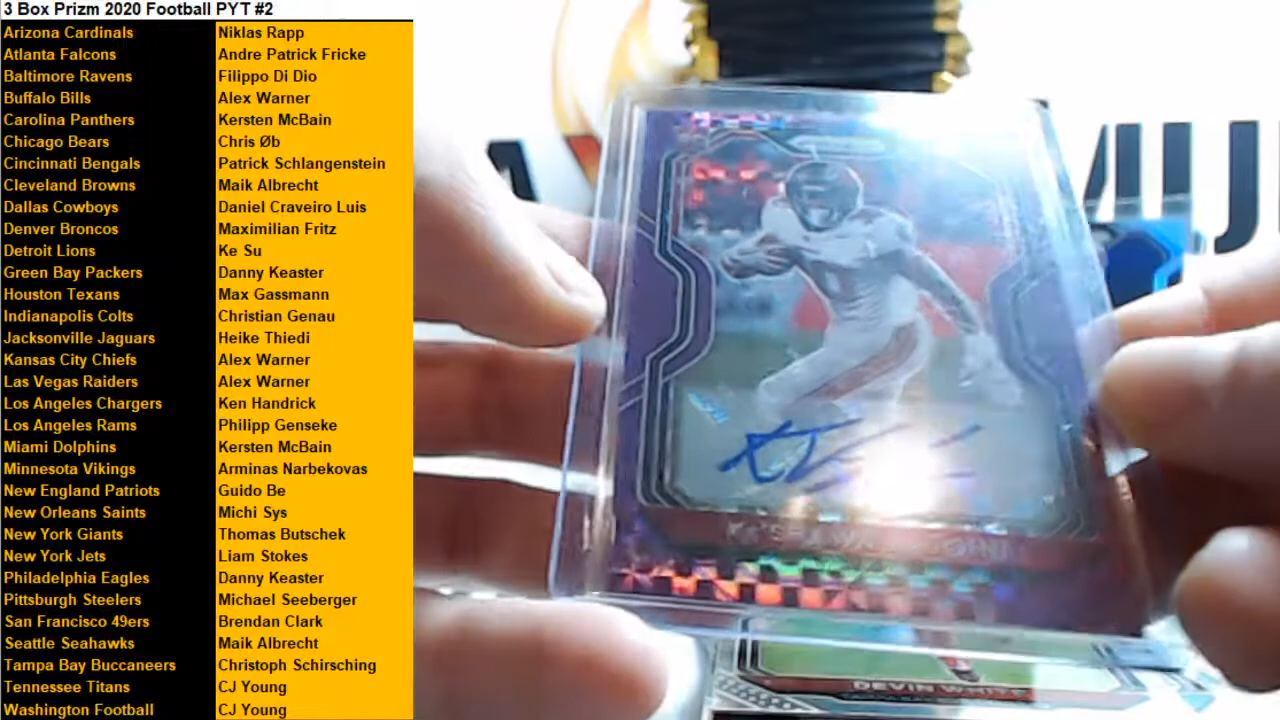 3 Box Prizm 2020 Football PYT #2
Arizona Cardinals Niklas Rapp
Atlanta Falcons Andre Patrick Fricke
Baltimore Ravens Filippo Di Dio
Buffalo Bills Alex Warner
Carolina Panthers Kersten McBain
Chicago Bears Chris Øb
Cincinnati Bengals Patrick Schlangenstein
Cleveland Browns Maik Albrecht
Dallas Cowboys Daniel Craveiro Luis
Denver Broncos Maximilian Fritz
Detroit Lions Ke Su
Green Bay Packers Danny Keaster
Houston Texans Max Gassmann
Indianapolis Colts Christian Genau
Jacksonville Jaguars Heike Thiedi
Kansas City Chiefs Alex Warner
Las Vegas Raiders Alex Warner
Los Angeles Chargers Ken Handrick
Los Angeles Rams Philipp Genseke
Miami Dolphins Kersten McBain
Minnesota Vikings Arminas Narbekovas
New England Patriots Guido Be
New Orleans Saints Michi Sys
New York Giants Thomas Butschek
New York Jets Liam Stokes
Philadelphia Eagles Danny Keaster
Pittsburgh Steelers Michael Seeberger
San Francisco 49ers Brendan Clark
Seattle Seahawks Maik Albrecht
Tampa Bay Buccaneers Christoph Schirsching
Tennessee Titans CJ Young
Washington Football CJ Young
DEVIN WHITE